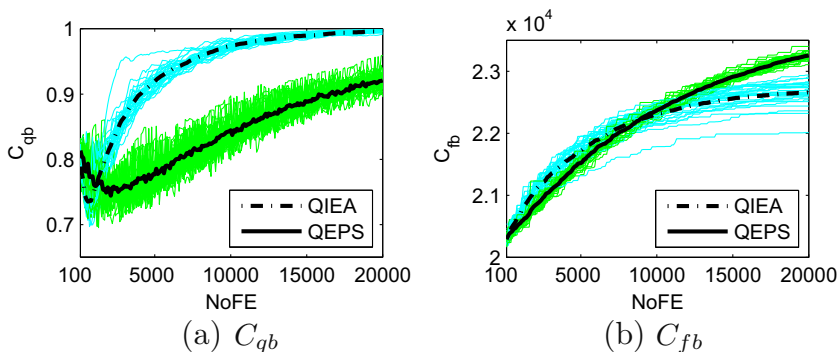 1
0.9
0.8
0.7
C_qb
QIEA
QEPS
100 5000 10000 15000 20000
NoFE
(a) C_qb
x 10^4
2.3
2.2
2.1
2
C_fb
QIEA
QEPS
100 5000 10000 15000 20000
NoFE
(b) C_fb